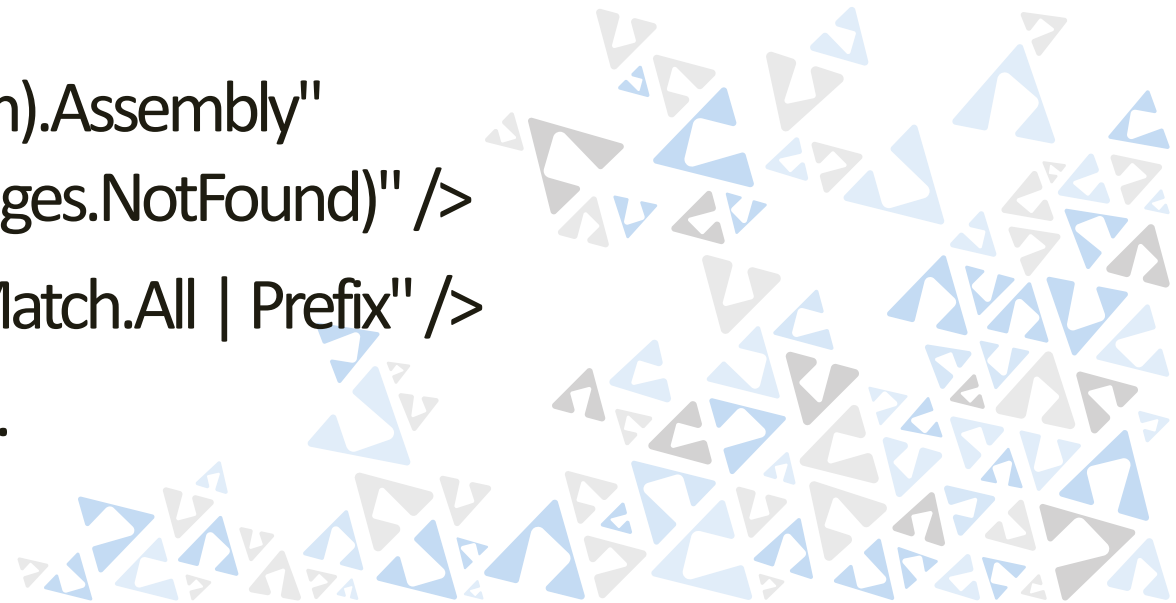 n).Assembly"
ges.NotFound)" />
Match.All | Prefix" />
.